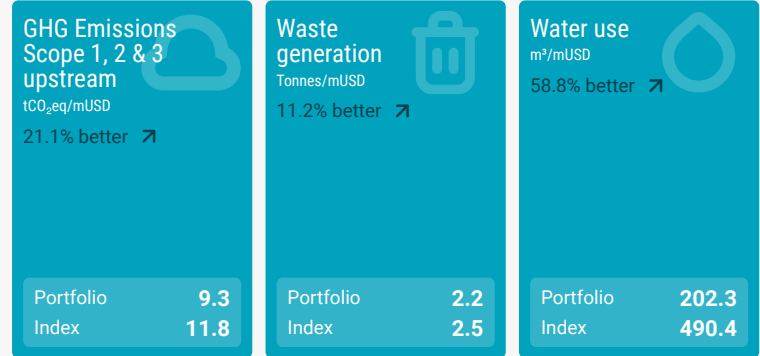 GHG Emissions
Scope 1, 2 & 3
upstream
tCO₂eq/mUSD
21.1% better
Portfolio 9.3
Index 11.8
Waste
generation
Tonnes/mUSD
11.2% better
Portfolio 2.2
Index 2.5
Water use
m³/mUSD
58.8% better
Portfolio 202.3
Index 490.4